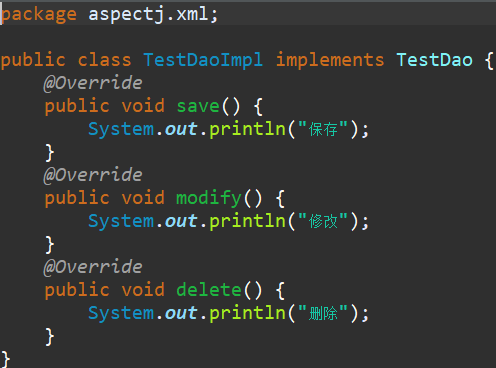 package aspectj.xml;
public class TestDaoImpl implements TestDao {
    @Override
    public void save() {
        System.out.println("保存");
    }
    @Override
    public void modify() {
        System.out.println("修改");
    }
    @Override
    public void delete() {
        System.out.println("删除");
    }
}